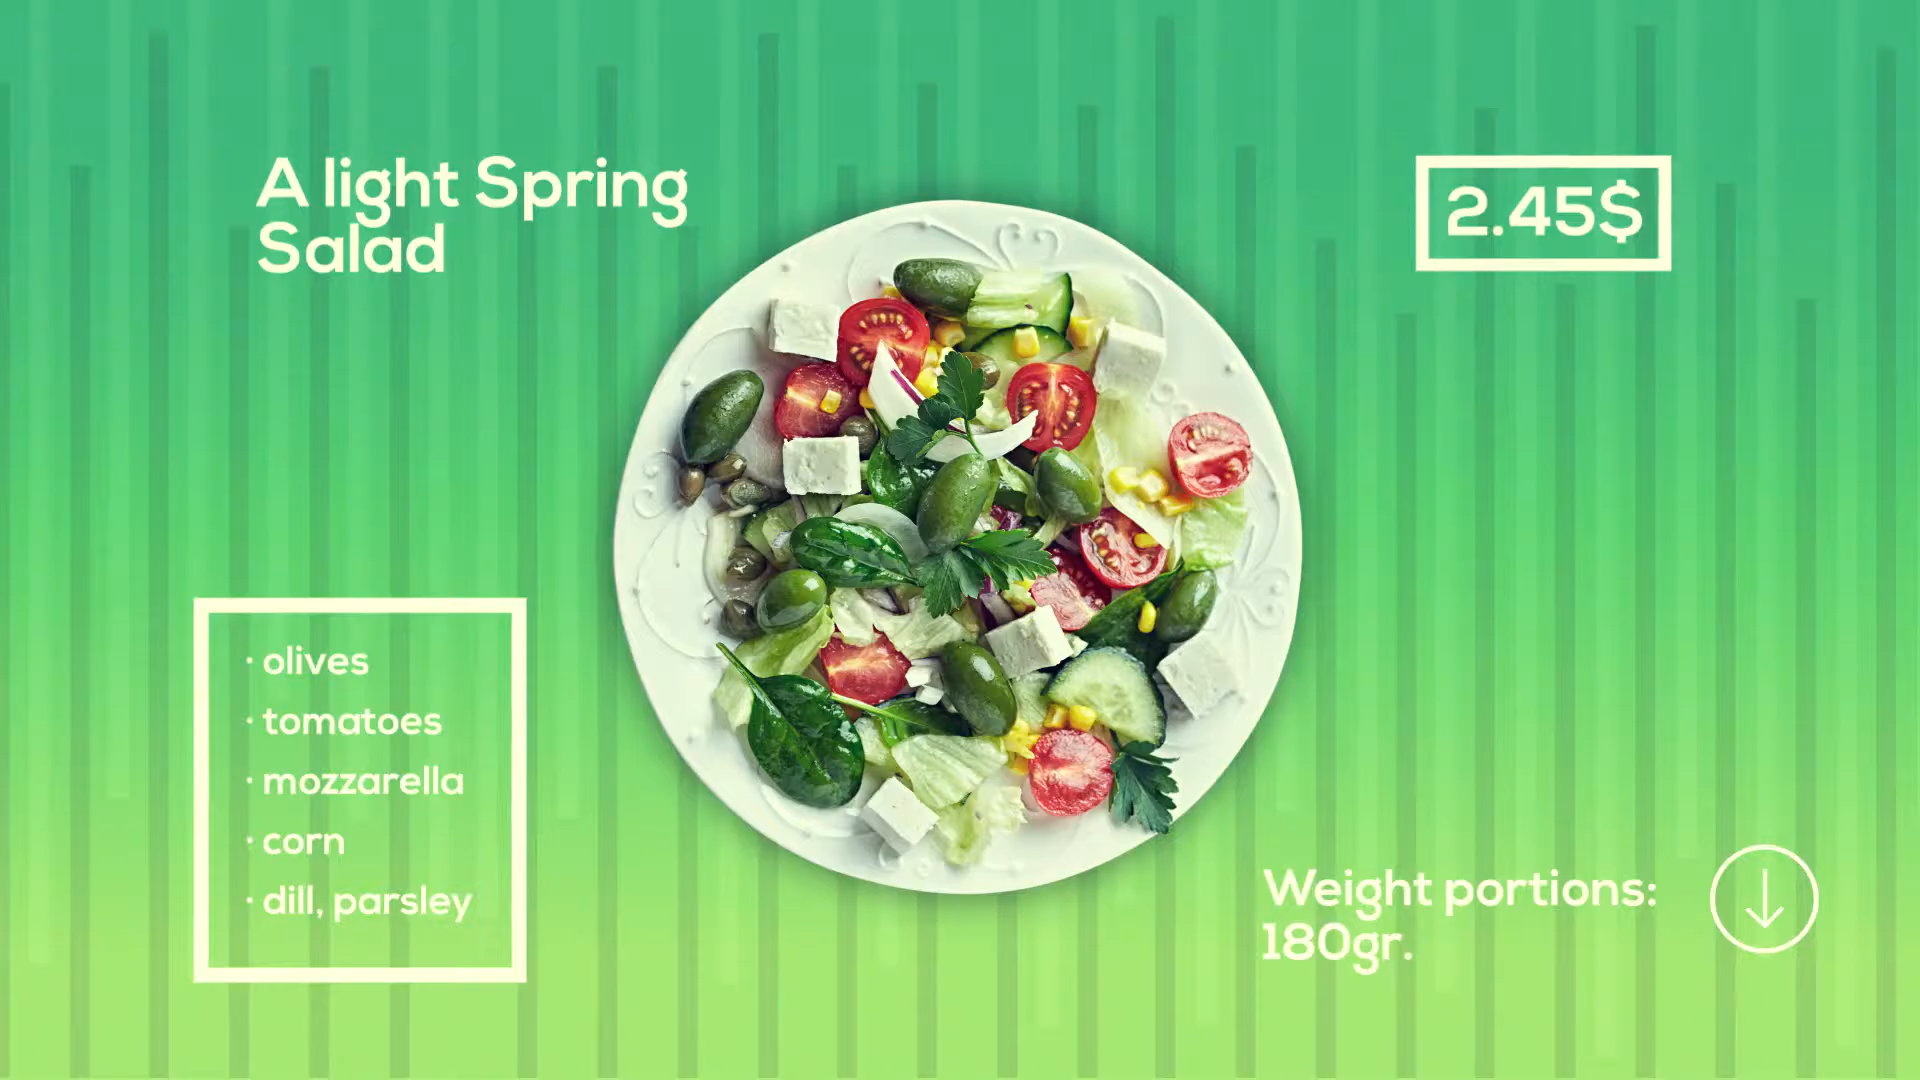 A light Spring
Salad
2.45$
· olives
· tomatoes
· mozzarella
· corn
· dill, parsley
Weight portions:
180gr.